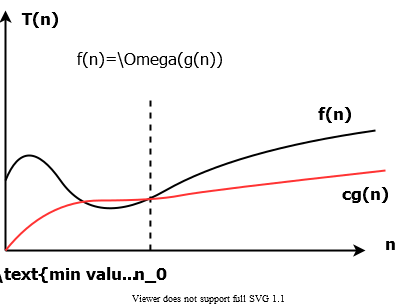 T(n)
f(n)=\Omega(g(n))
f(n)
cg(n)
n
\text{min valu...n_0
Viewer does not support full SVG 1.1